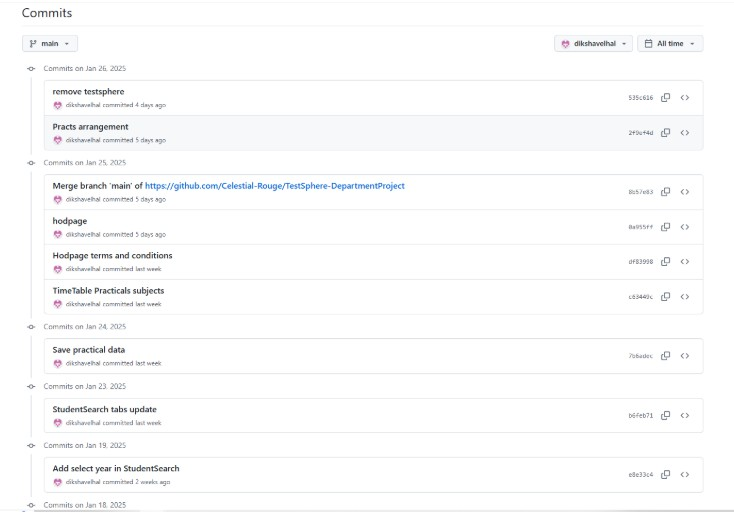 Commits
main
dikshavelhal
All time
Commits on Jan 26, 2025
remove testsphere
dikshavelhal committed 4 days ago
535c616
Practs arrangement
dikshavelhal committed 5 days ago
2f9ef4d
Commits on Jan 25, 2025
Merge branch 'main' of https://github.com/Celestial-Rouge/TestSphere-DepartmentProject
dikshavelhal committed 5 days ago
8b57e83
hodpage
dikshavelhal committed 5 days ago
0a955ff
Hodpage terms and conditions
dikshavelhal committed last week
df83998
TimeTable Practicals subjects
dikshavelhal committed last week
c83449c
Commits on Jan 24, 2025
Save practical data
dikshavelhal committed last week
7b6adec
Commits on Jan 23, 2025
StudentSearch tabs update
dikshavelhal committed last week
b6feb71
Commits on Jan 19, 2025
Add select year in StudentSearch
dikshavelhal committed 2 weeks ago
e8e33c4
Commits on Jan 18, 2025